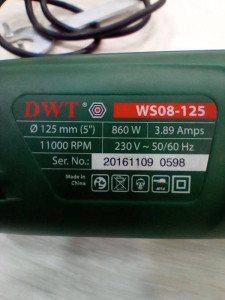 DWT ® WS08-125
Ø 125 mm (5") 860 W 3.89 Amps
11000 RPM 230 V ~ 50/60 Hz
Ser. No.: 20161109 0598
Made in
China